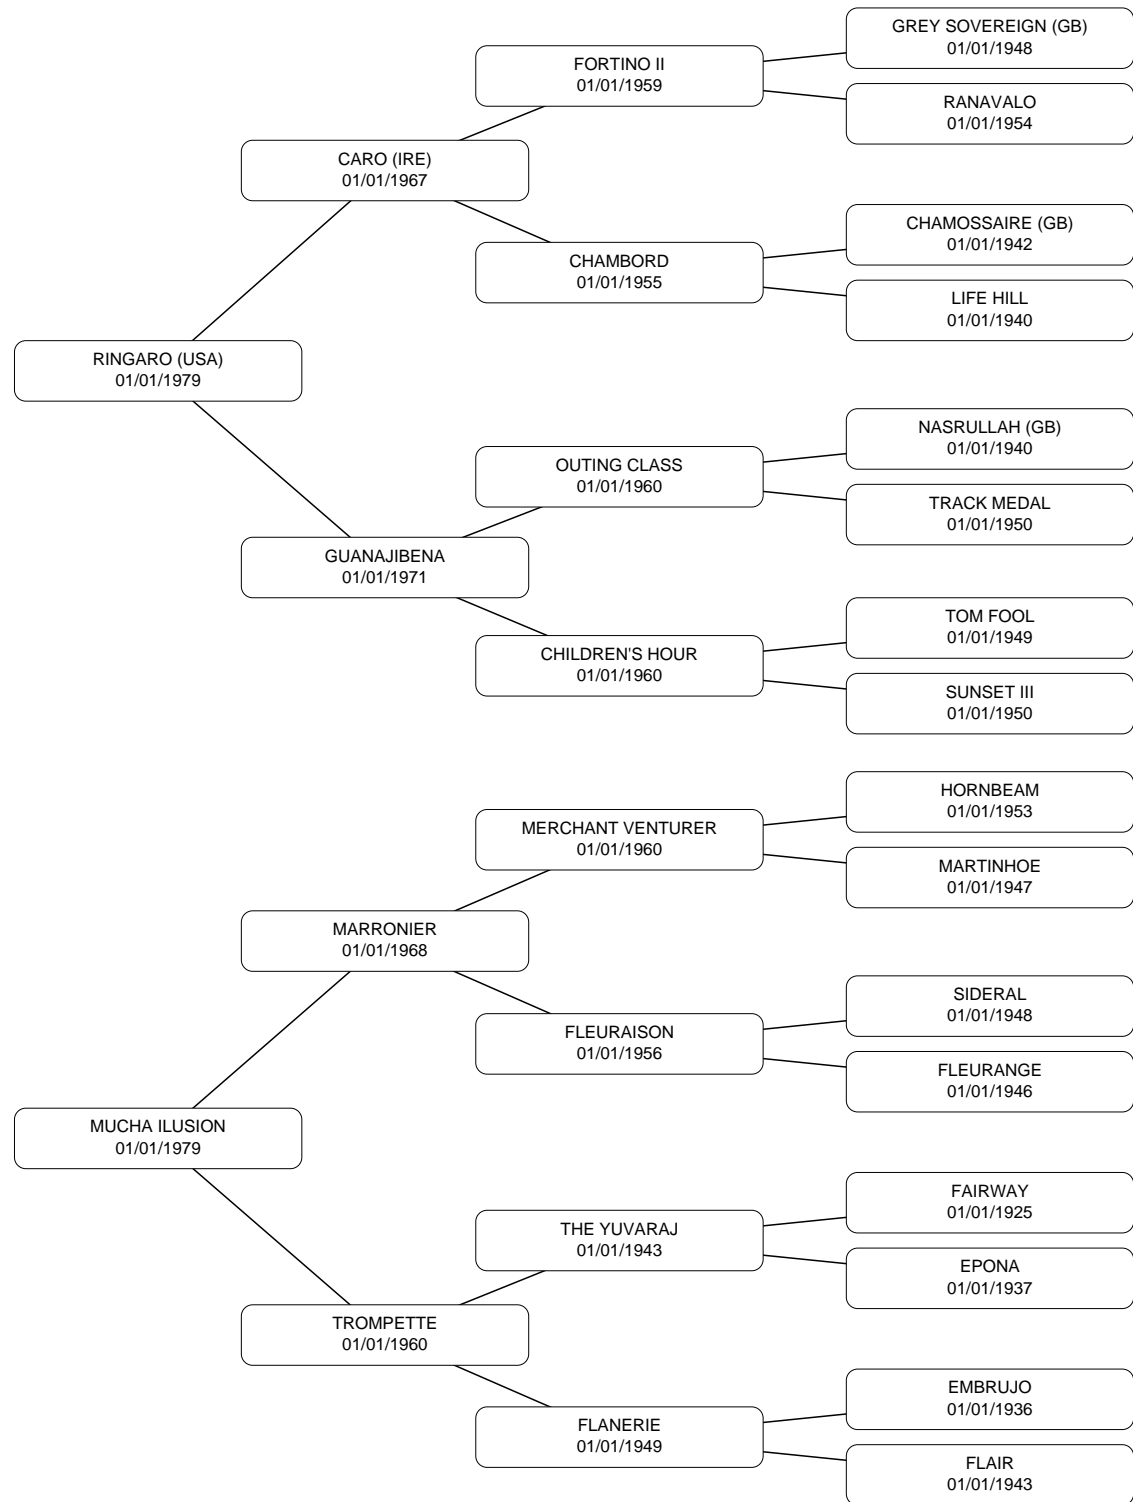 GREY SOVEREIGN (GB)
01/01/1948
FORTINO II
01/01/1959
RANAVALO
01/01/1954
CARO (IRE)
01/01/1967
CHAMOSSAIRE (GB)
01/01/1942
CHAMBORD
01/01/1955
LIFE HILL
01/01/1940
RINGARO (USA)
01/01/1979
NASRULLAH (GB)
01/01/1940
OUTING CLASS
01/01/1960
TRACK MEDAL
01/01/1950
GUANAJIBENA
01/01/1971
TOM FOOL
01/01/1949
CHILDREN'S HOUR
01/01/1960
SUNSET III
01/01/1950
HORNBEAM
01/01/1953
MERCHANT VENTURER
01/01/1960
MARTINHOE
01/01/1947
MARRONIER
01/01/1968
SIDERAL
01/01/1948
FLEURAISON
01/01/1956
FLEURANGE
01/01/1946
MUCHA ILUSION
01/01/1979
FAIRWAY
01/01/1925
THE YUVARAJ
01/01/1943
EPONA
01/01/1937
TROMPETTE
01/01/1960
EMBRUJO
01/01/1936
FLANERIE
01/01/1949
FLAIR
01/01/1943